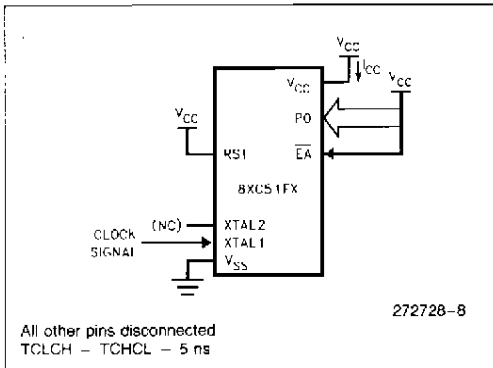 VCC
ICC
VCC
VCC
P0
VCC
RST
EA
8XC51FX
(NC)
XTAL2
CLOCK
SIGNAL
XTAL1
VSS
272728-8
All other pins disconnected
TCLCH – TCHCL – 5 ns